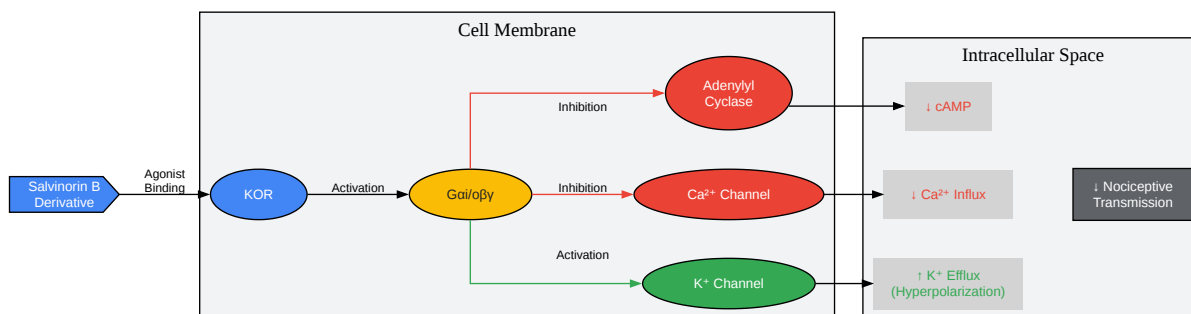 Cell Membrane
Intracellular Space
Adenylyl
Cyclase
Inhibition
↓ cAMP
Salvinorin B
Derivative
Agonist
Binding
KOR
Activation
Gαi/oβγ
Inhibition
Ca²⁺ Channel
↓ Ca²⁺ Influx
↓ Nociceptive
Transmission
Activation
K⁺ Channel
↑ K⁺ Efflux
(Hyperpolarization)